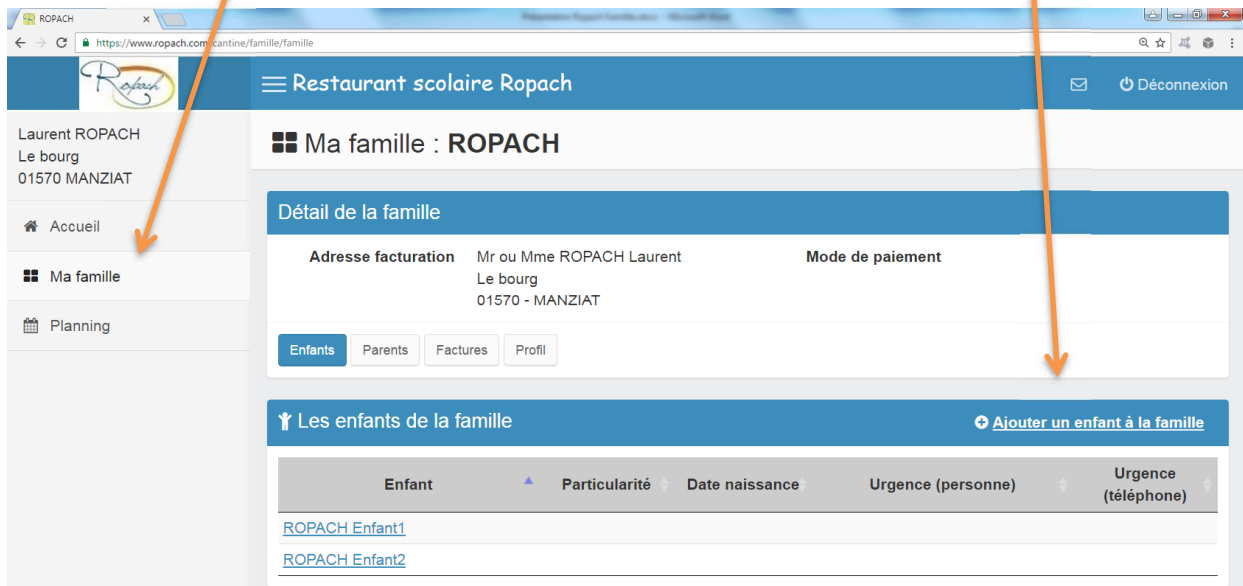 ROPACH
https://www.ropach.com/cantine/famille/famille
Ropach
Restaurant scolaire Ropach
Déconnexion
Laurent ROPACH
Le bourg
01570 MANZIAT
Accueil
Ma famille
Planning
Ma famille : ROPACH
Détail de la famille
Adresse facturation Mr ou Mme ROPACH Laurent Mode de paiement
Le bourg
01570 - MANZIAT
Enfants Parents Factures Profil
Les enfants de la famille Ajouter un enfant à la famille
Enfant Particularité Date naissance Urgence (personne) Urgence (téléphone)
ROPACH Enfant1
ROPACH Enfant2